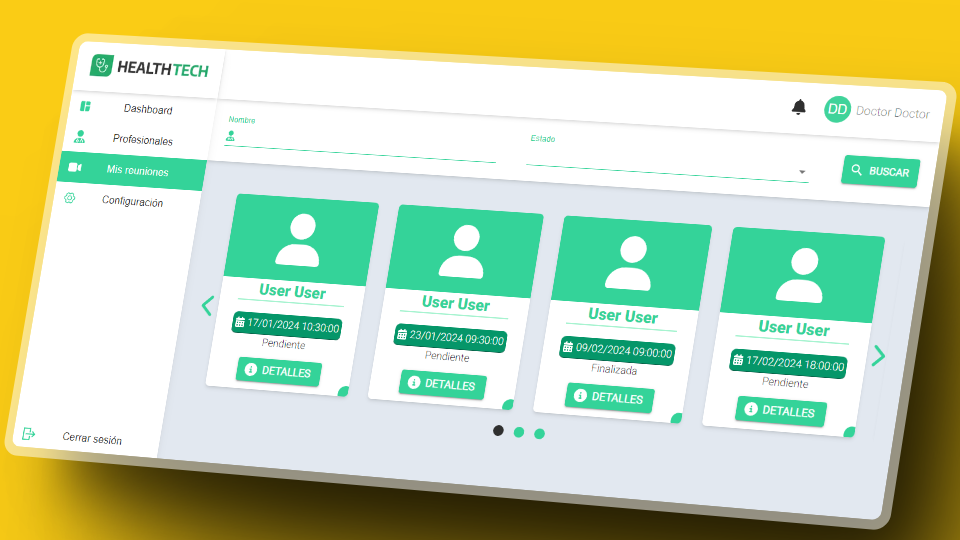 HEALTHTECH
DD Doctor Doctor
Dashboard
Profesionales
Mis reuniones
Configuración
Cerrar sesión
Nombre
Estado
BUSCAR
User User
17/01/2024 10:30:00
Pendiente
DETALLES
User User
23/01/2024 09:30:00
Pendiente
DETALLES
User User
09/02/2024 09:00:00
Finalizada
DETALLES
User User
17/02/2024 18:00:00
Pendiente
DETALLES